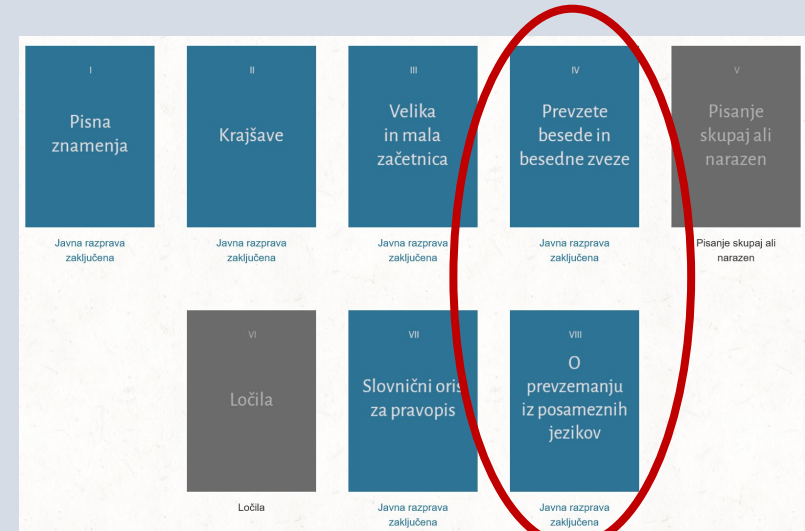 I
Pisna
znamenja
Javna razprava
zaključena
II
Krajšave
Javna razprava
zaključena
III
Velika
in mala
začetnica
Javna razprava
zaključena
IV
Prevzete
besede in
besedne zveze
Javna razprava
zaključena
V
Pisanje
skupaj ali
narazen
Pisanje skupaj ali
narazen
VI
Ločila
Ločila
VII
Slovnični oris
za pravopis
Javna razprava
zaključena
VIII
O
prevzemanju
iz posameznih
jezikov
Javna razprava
zaključena